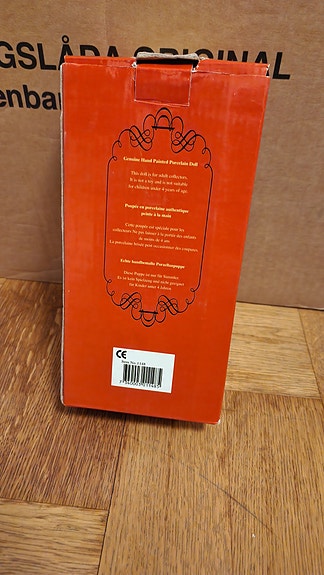 GSLÅDA ORIGINAL
enbar
Genuine Hand Painted Porcelain Doll
This doll is for adult collectors.
It is not a toy and is not suitable
for children under 4 years of age.
Poupée en porcelaine authentique
peinte à la main
Cette poupée est spéciale pour les
collecteurs Ne pas laisser à la portée des enfants
de moins de 4 ans.
La porcelaine brisée peut occasionner des coupures.
Echte handbemalte Porzellanpuppe
Diese Puppe ist nur für Sammler.
Es ist kein Spielzeug und nicht geeignet
für Kinder unter 4 Jahren
CE
Item No: